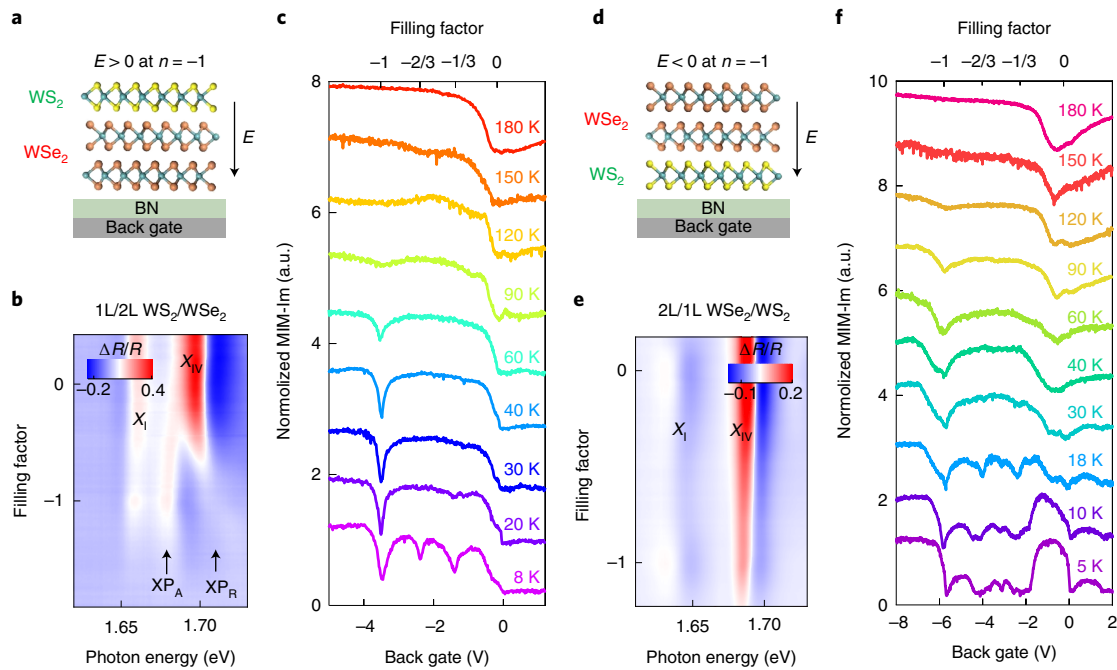 a
E > 0 at n = −1
WS2
WSe2
E
BN
Back gate
b
1L/2L WS2/WSe2
ΔR/R
−0.2 0.4
XIV
XI
0
−1
Filling factor
XPA XPR
1.65 1.70
Photon energy (eV)
c
Filling factor
−1 −2/3 −1/3 0
8
6
4
2
0
Normolized MIM-Im (a.u.)
180 K
150 K
120 K
90 K
60 K
40 K
30 K
20 K
8 K
−4 −2 0
Back gate (V)
d
E < 0 at n = −1
WSe2
WS2
E
BN
Back gate
e
2L/1L WSe2/WS2
ΔR/R
−0.1 0.2
XI XIV
0
−1
Filling factor
1.65 1.70
Photon energy (eV)
f
Filling factor
−1 −2/3 −1/3 0
10
8
6
4
2
0
Normolized MIM-Im (a.u.)
180 K
150 K
120 K
90 K
60 K
40 K
30 K
18 K
10 K
5 K
−8 −6 −4 −2 0 2
Back gate (V)